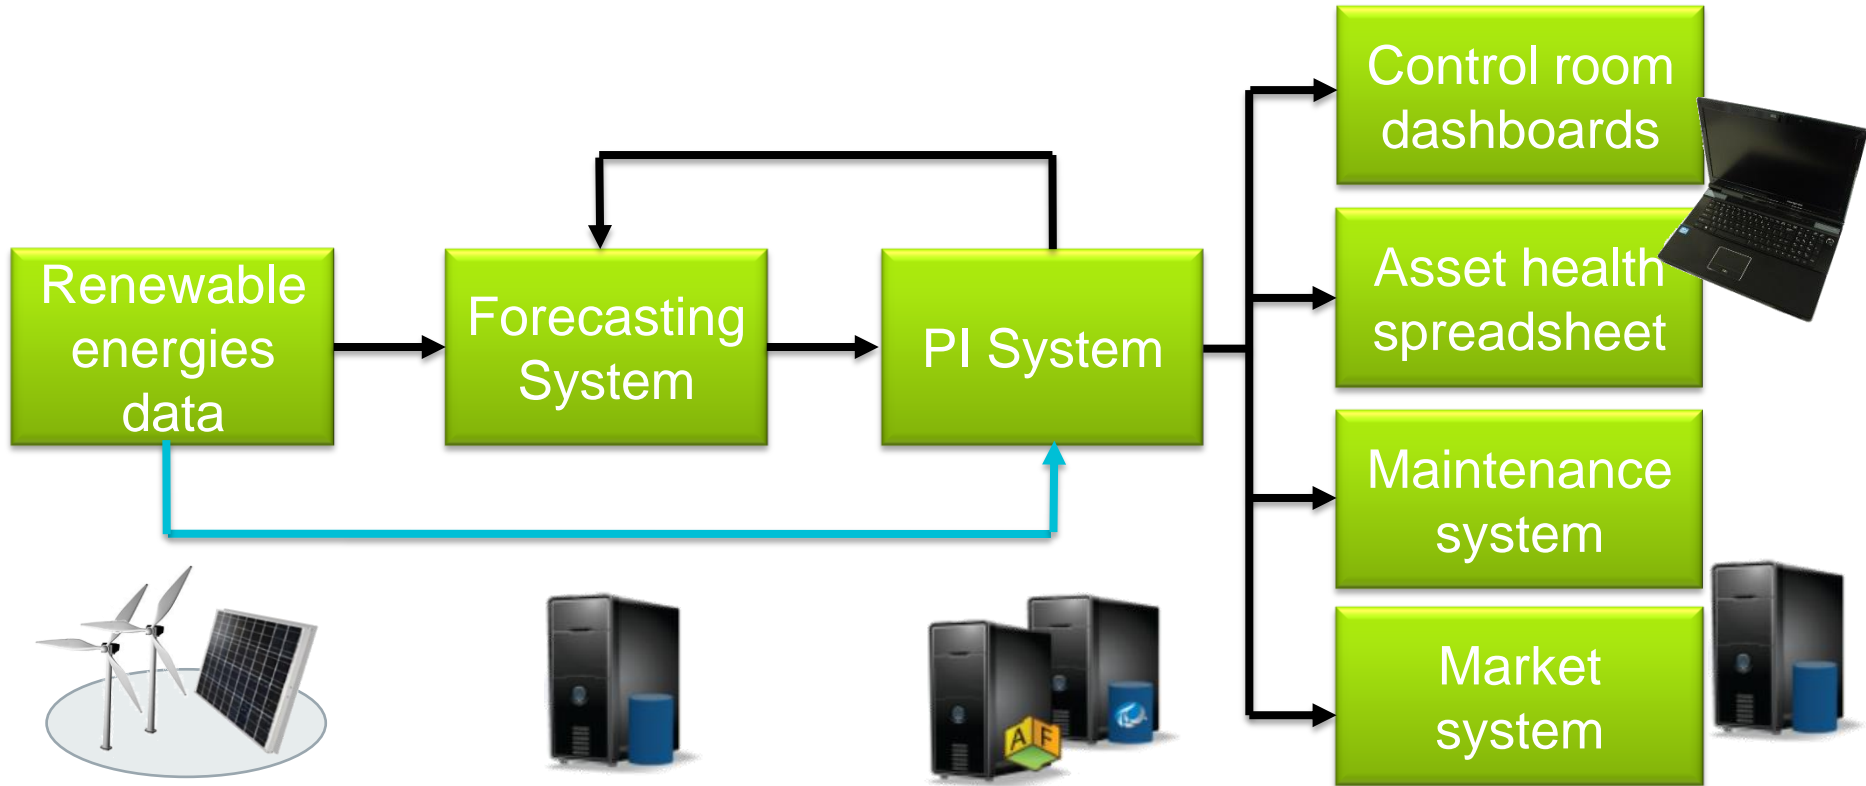 Control room
dashboards
Renewable
energies
data
Forecasting
System
PI System
Asset health
spreadsheet
Maintenance
system
Market
system
A F